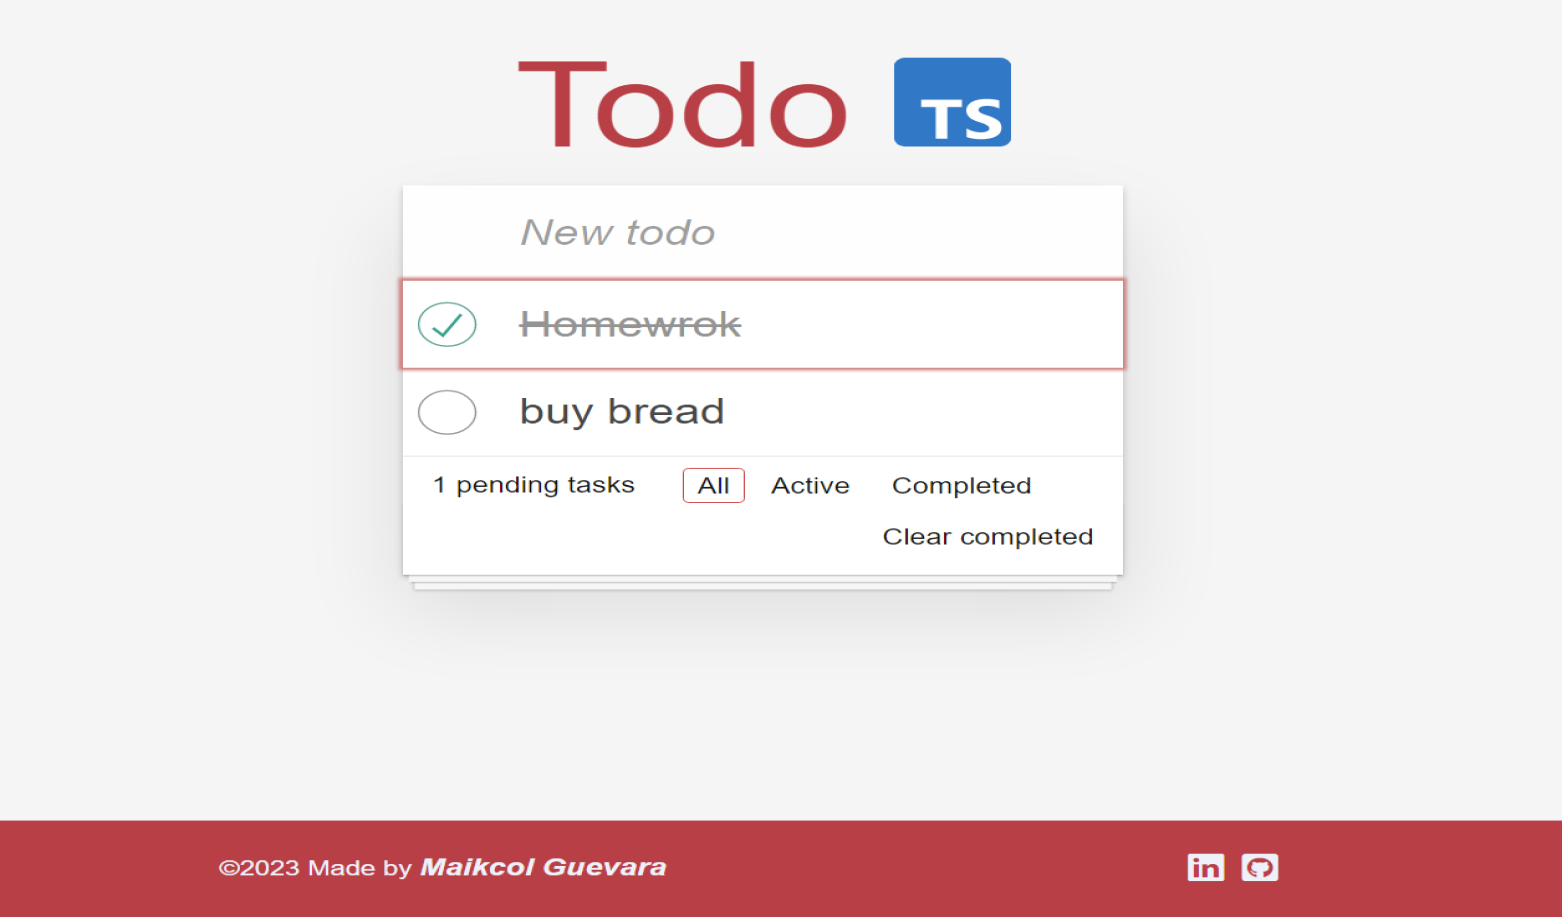 Todo TS
New todo
Homewrok
buy bread
1 pending tasks All Active Completed
Clear completed
©2023 Made by Maikcol Guevara in